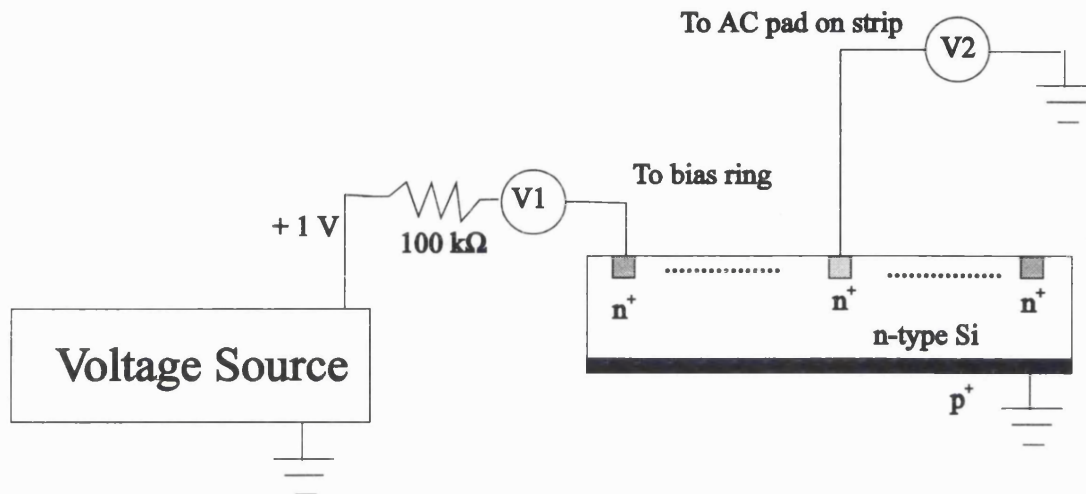 To AC pad on strip
V2
To bias ring
V1
+ 1 V
100 kΩ
n⁺ n⁺ n⁺
n-type Si
Voltage Source
p⁺